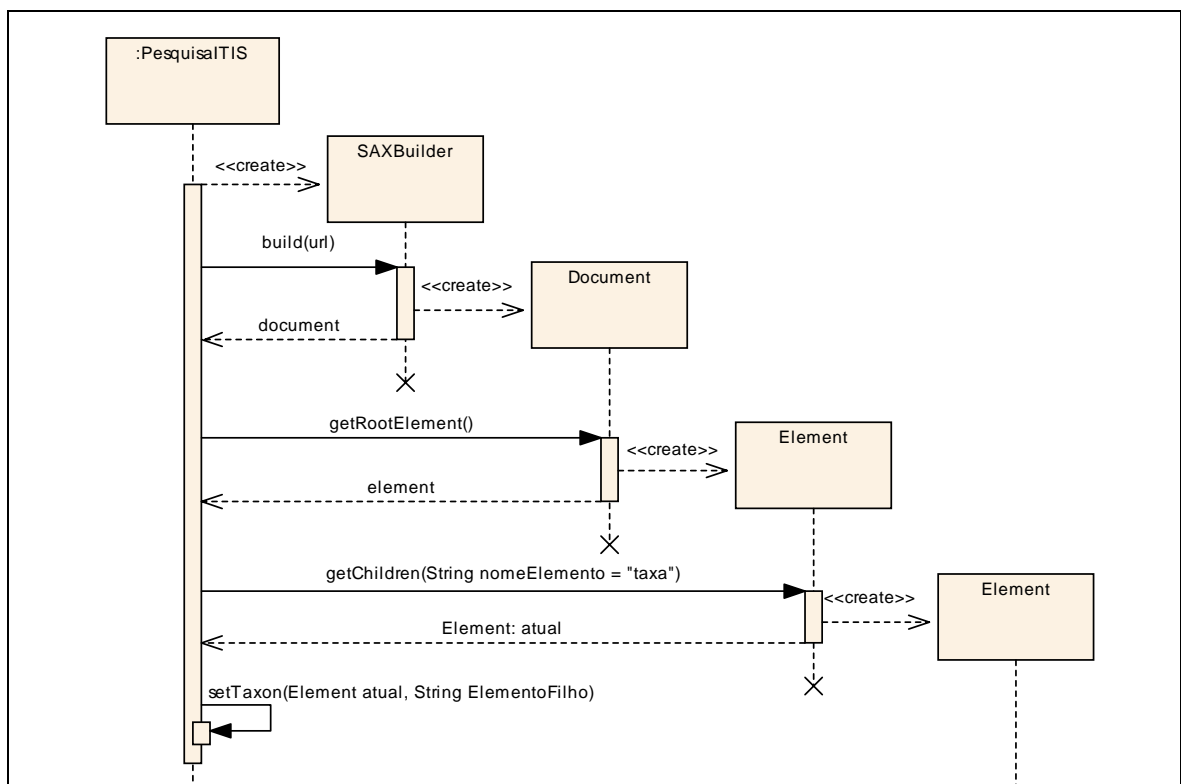 :PesquisaITIS
SAXBuilder
<<create>>
build(url)
Document
<<create>>
document
getRootElement()
Element
<<create>>
element
getChildren(String nomeElemento = "taxa")
Element
<<create>>
Element: atual
setTaxon(Element atual, String ElementoFilho)